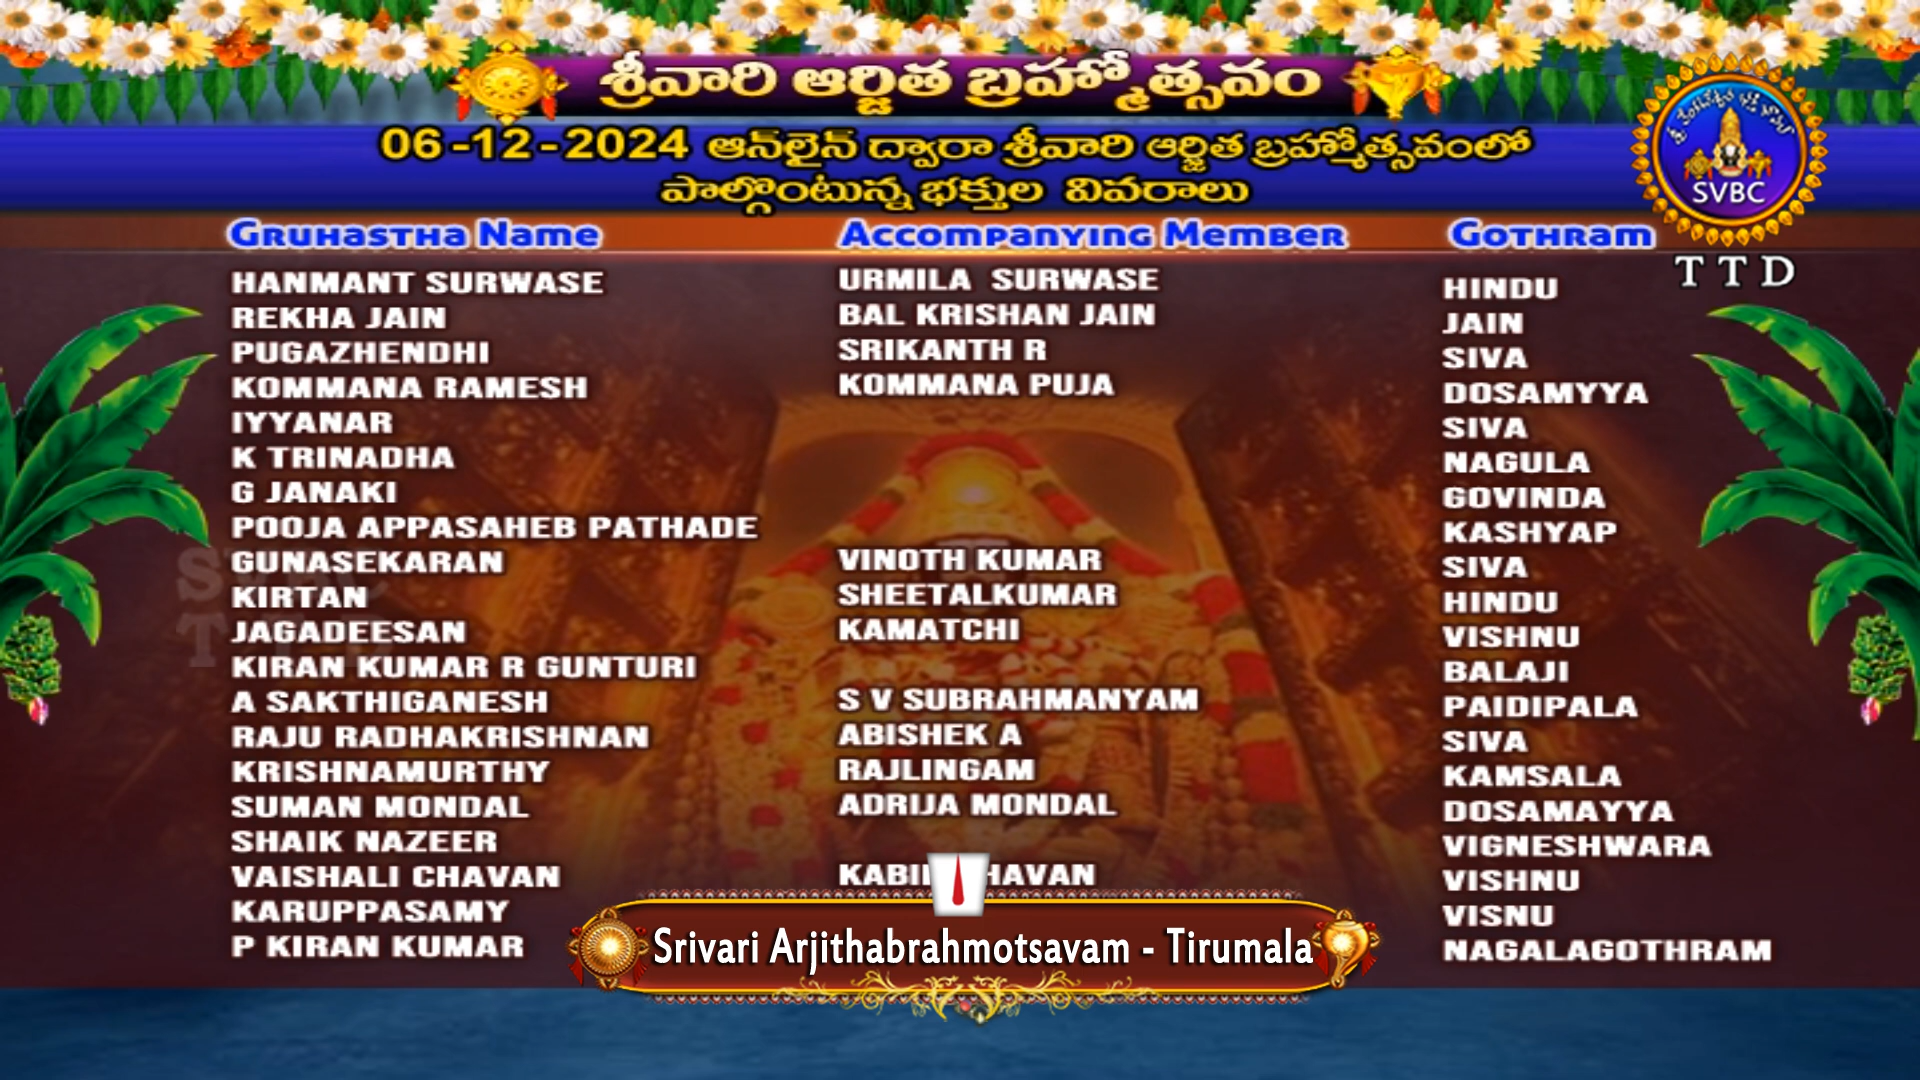 శ్రీవారి ఆర్జిత బ్రహ్మోత్సవం
06-12-2024 ఆన్‌లైన్ ద్వారా శ్రీవారి ఆర్జిత బ్రహ్మోత్సవంలో
పాల్గొంటున్న భక్తుల వివరాలు
శ్రీ వేంకటేశ్వర భక్తి ఛానల్
SVBC
TTD
Gruhastha Name Accompanying Member Gothram
HANMANT SURWASE URMILA SURWASE HINDU
REKHA JAIN BAL KRISHAN JAIN JAIN
PUGAZHENDHI SRIKANTH R SIVA
KOMMANA RAMESH KOMMANA PUJA DOSAMYYA
IYYANAR SIVA
K TRINADHA NAGULA
G JANAKI GOVINDA
POOJA APPASAHEB PATHADE KASHYAP
GUNASEKARAN VINOTH KUMAR SIVA
KIRTAN SHEETALKUMAR HINDU
JAGADEESAN KAMATCHI VISHNU
KIRAN KUMAR R GUNTURI BALAJI
A SAKTHIGANESH S V SUBRAHMANYAM PAIDIPALA
RAJU RADHAKRISHNAN ABISHEK A SIVA
KRISHNAMURTHY RAJLINGAM KAMSALA
SUMAN MONDAL ADRIJA MONDAL DOSAMAYYA
SHAIK NAZEER VIGNESHWARA
VAISHALI CHAVAN VISHNU
KARUPPASAMY VISNU
P KIRAN KUMAR NAGALAGOTHRAM
Srivari Arjithabrahmotsavam - Tirumala